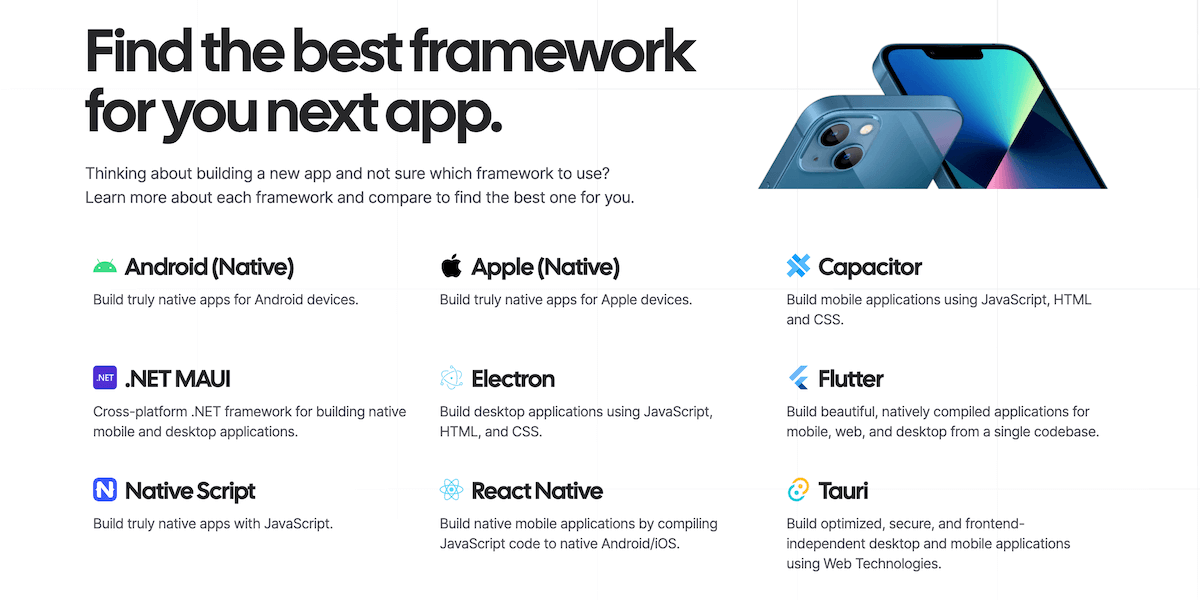 Find the best framework
for you next app.
Thinking about building a new app and not sure which framework to use?
Learn more about each framework and compare to find the best one for you.
Android (Native)
Build truly native apps for Android devices.
Apple (Native)
Build truly native apps for Apple devices.
Capacitor
Build mobile applications using JavaScript, HTML
and CSS.
.NET
.NET MAUI
Cross-platform .NET framework for building native
mobile and desktop applications.
Electron
Build desktop applications using JavaScript,
HTML, and CSS.
Flutter
Build beautiful, natively compiled applications for
mobile, web, and desktop from a single codebase.
N
Native Script
Build truly native apps with JavaScript.
React Native
Build native mobile applications by compiling
JavaScript code to native Android/iOS.
Tauri
Build optimized, secure, and frontend-
independent desktop and mobile applications
using Web Technologies.